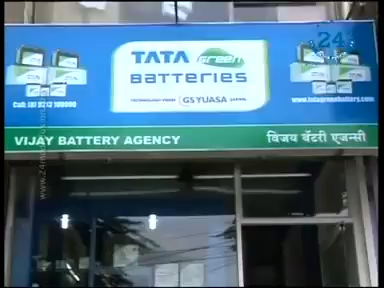 TATA green
BATTERIES
TECHNOLOGY FROM GS YUASA JAPAN
www.tatagreenbattery.com
VIJAY BATTERY AGENCY
विजय बॅटरी एजन्सी
24